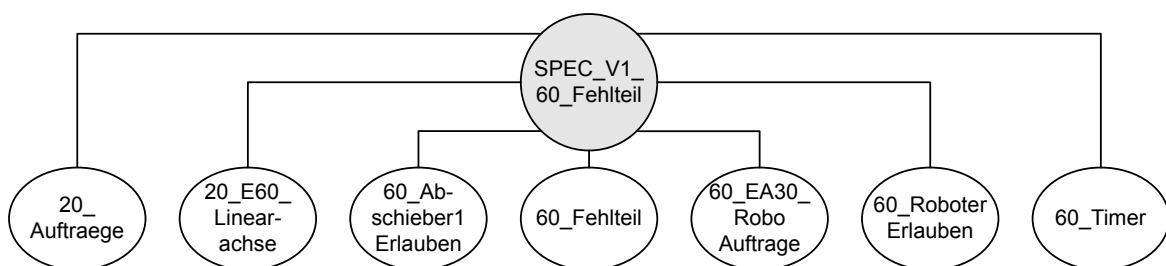 SPEC_V1_
60_Fehlteil
20_
Auftraege
20_E60_
Linear-
achse
60_Ab-
schieber1
Erlauben
60_Fehlteil
60_EA30_
Robo
Auftrage
60_Roboter
Erlauben
60_Timer